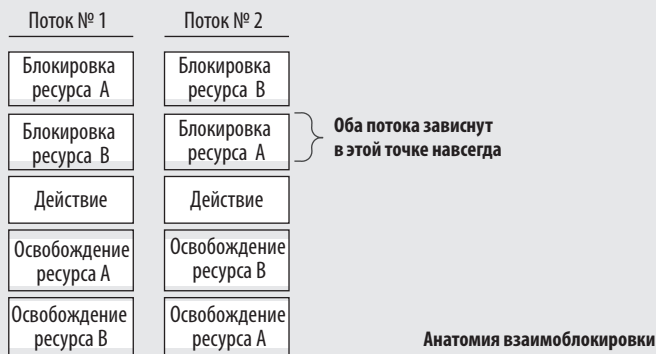 Поток № 1
Поток № 2
Блокировка
ресурса А
Блокировка
ресурса В
Блокировка
ресурса В
Блокировка
ресурса А
Оба потока зависнут
в этой точке навсегда
Действие
Действие
Освобождение
ресурса А
Освобождение
ресурса В
Освобождение
ресурса В
Освобождение
ресурса А
Анатомия взаимоблокировки